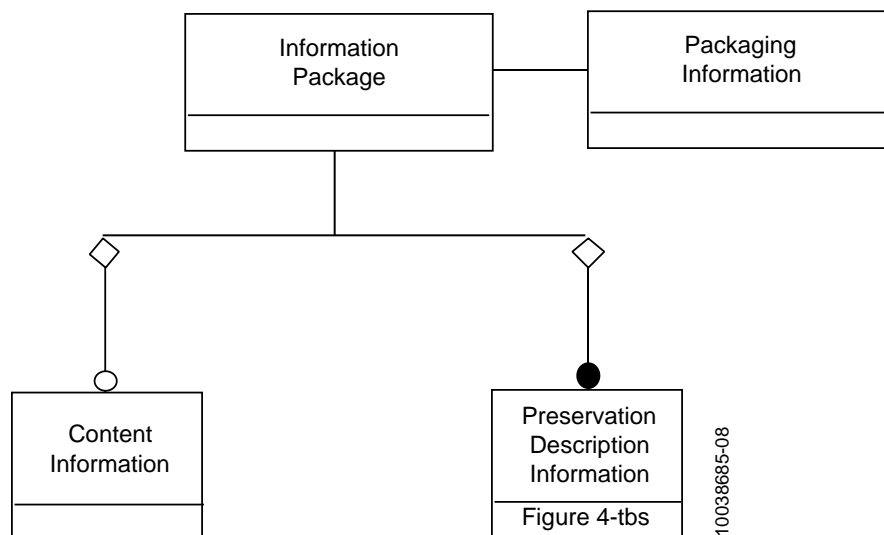 Information
Package
Packaging
Information
Content
Information
Preservation
Description
Information
Figure 4-tbs
10038685-08